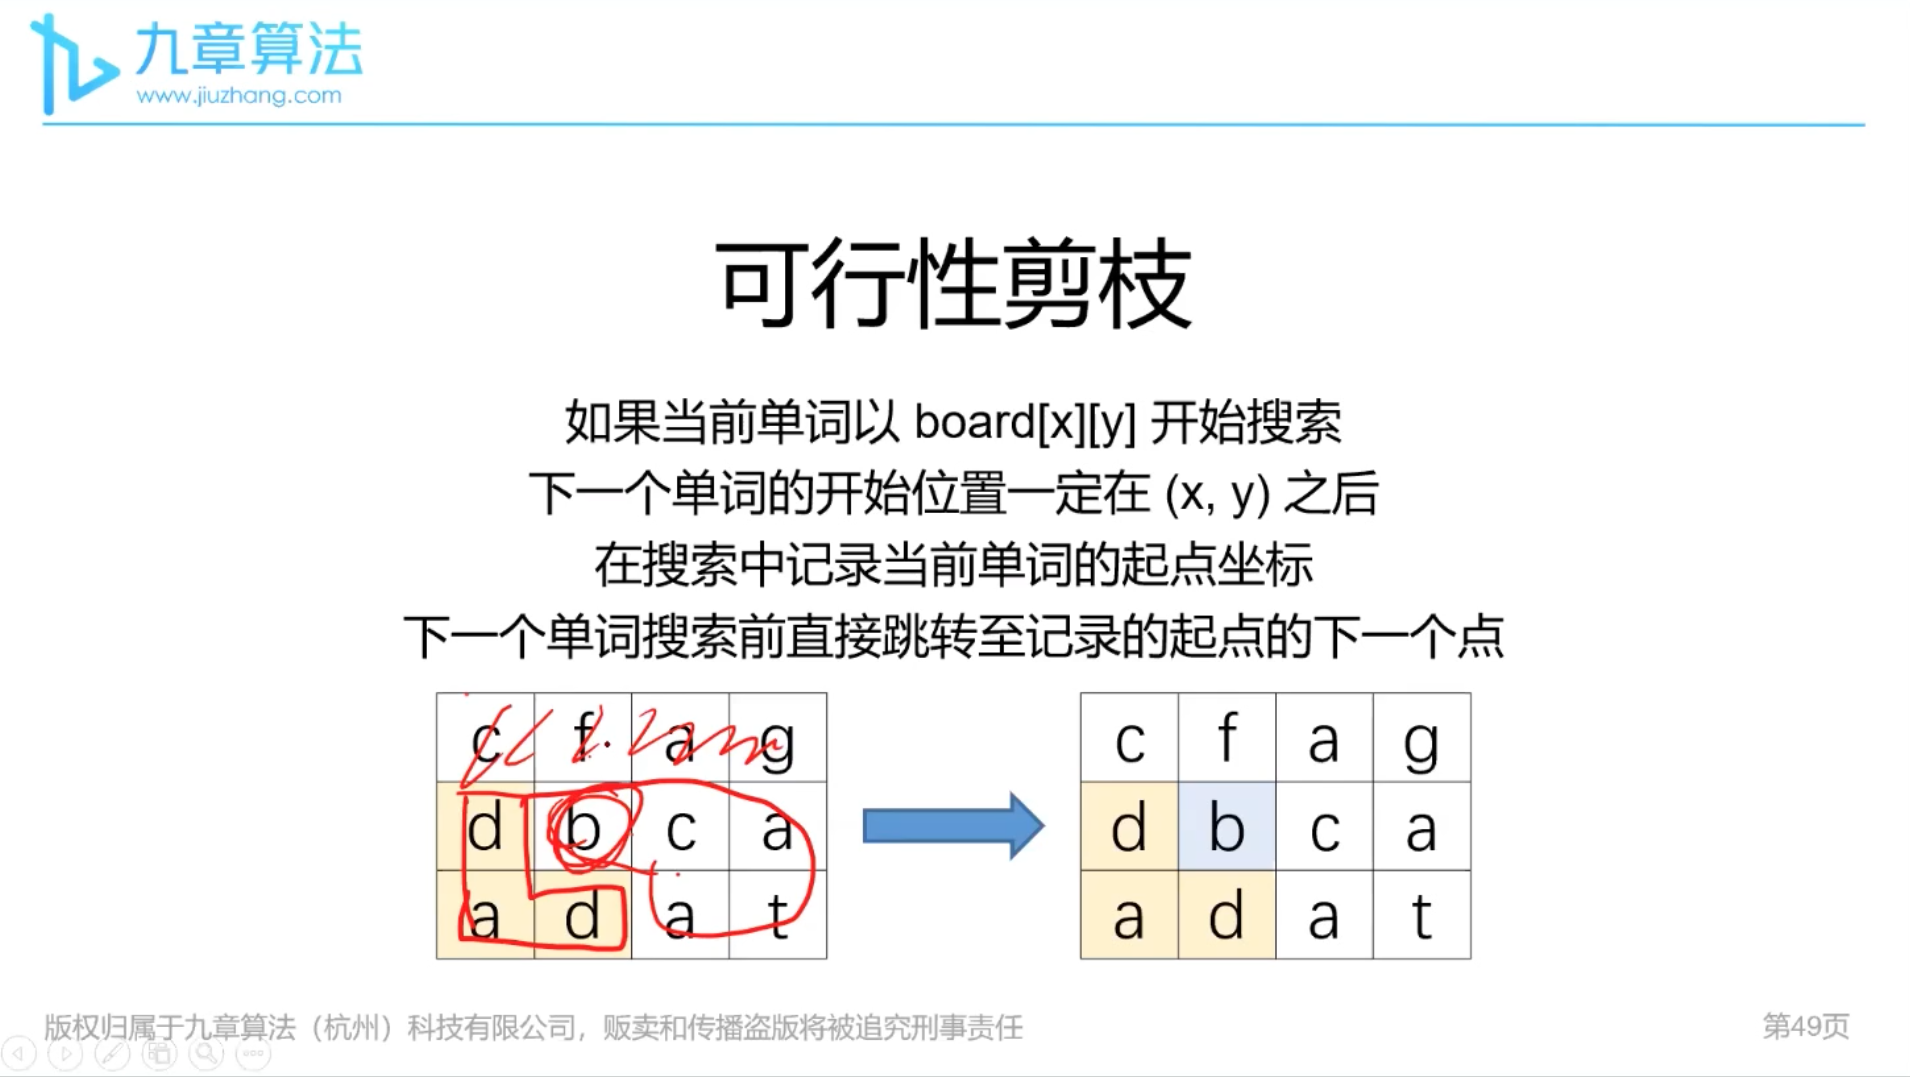 九章算法
www.jiuzhang.com
可行性剪枝
如果当前单词以 board[x][y] 开始搜索
下一个单词的开始位置一定在 (x, y) 之后
在搜索中记录当前单词的起点坐标
下一个单词搜索前直接跳转至记录的起点的下一个点
c f a g
d b c a
a d a t
c f a g
d b c a
a d a t
版权归属于九章算法（杭州）科技有限公司，贩卖和传播盗版将被追究刑事责任
第49页